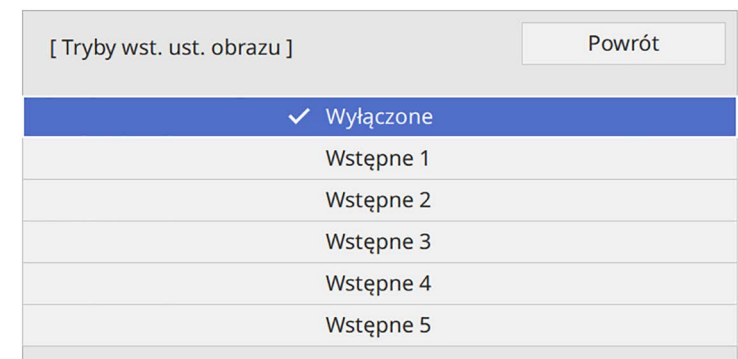 [ Tryby wst. ust. obrazu ]
Powrót
Wyłączone
Wstępne 1
Wstępne 2
Wstępne 3
Wstępne 4
Wstępne 5